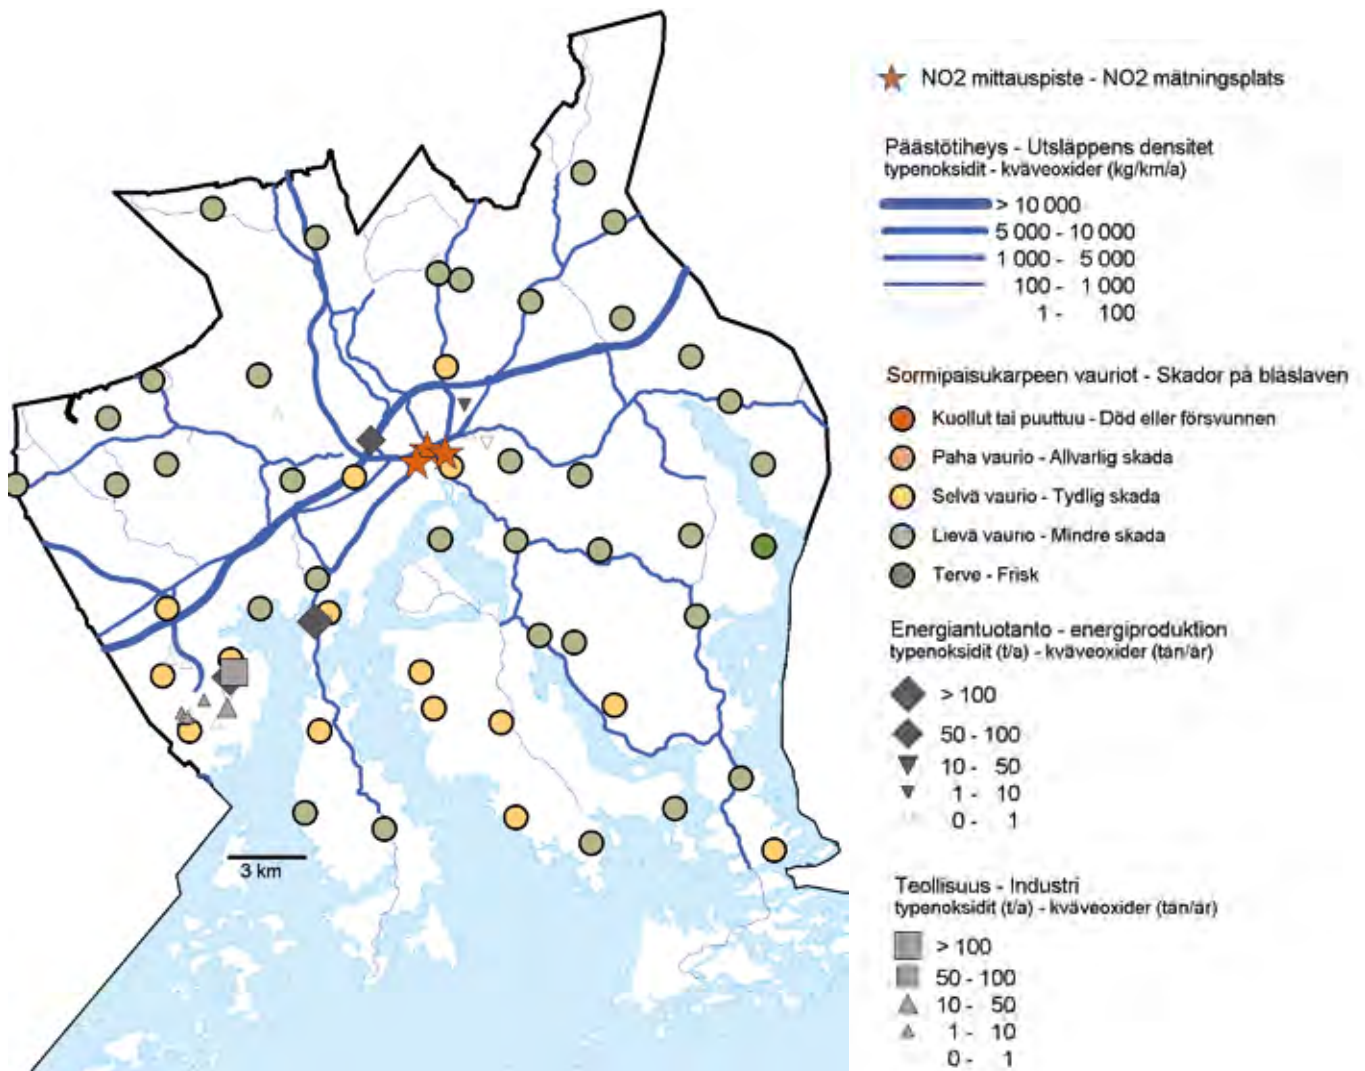 NO2 mittauspiste - NO2 mätningsplats
Päästötiheys - Utsläppens densitet
typenoksidit - kväveoxider (kg/km/a)
> 10 000
5 000 - 10 000
1 000 - 5 000
100 - 1 000
1 - 100
Sormipaisukarpeen vauriot - Skador på blåslaven
Kuollut tai puuttuu - Död eller försvunnen
Paha vaurio - Allvarlig skada
Selvä vaurio - Tydlig skada
Lievä vaurio - Mindre skada
Terve - Frisk
Energiantuotanto - energiproduktion
typenoksidit (t/a) - kväveoxider (tan/år)
> 100
50 - 100
10 - 50
1 - 10
0 - 1
Teollisuus - Industri
typenoksidit (t/a) - kväveoxider (tan/år)
> 100
50 - 100
10 - 50
1 - 10
0 - 1
3 km